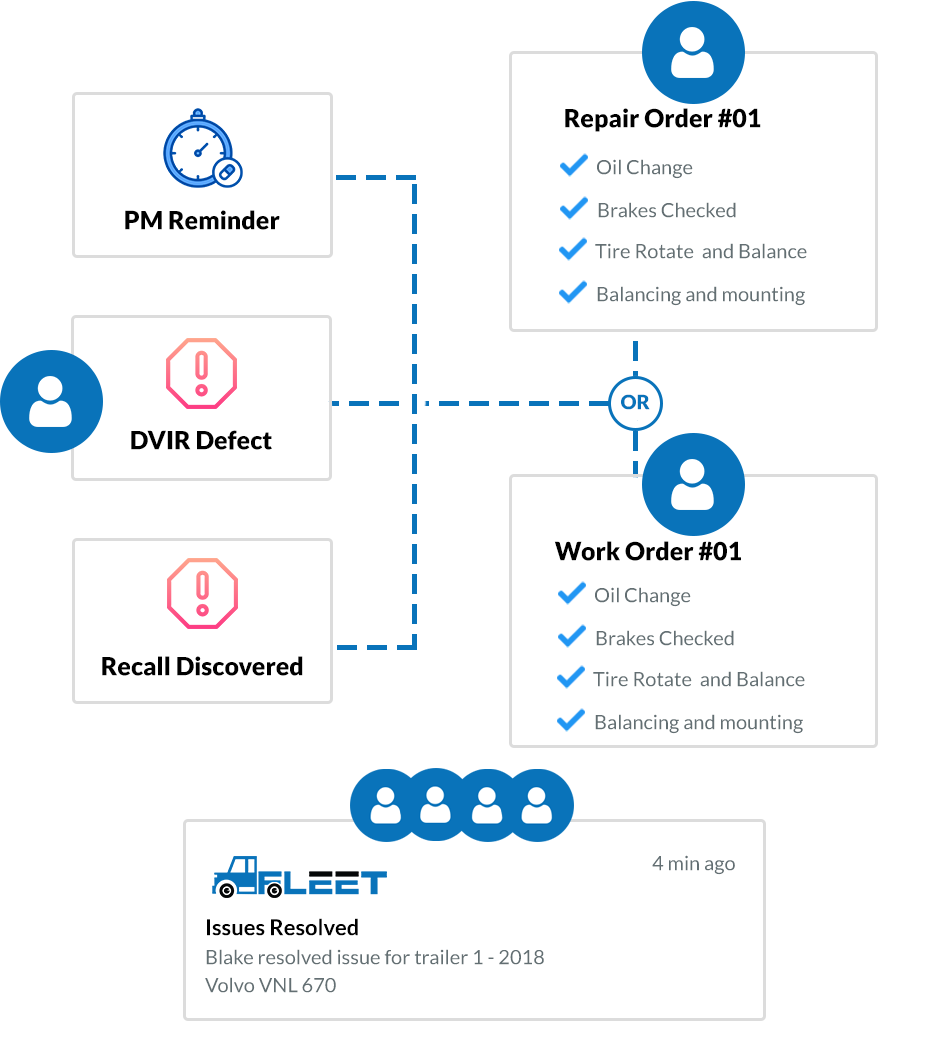 PM Reminder
DVIR Defect
Recall Discovered
Repair Order #01
Oil Change
Brakes Checked
Tire Rotate and Balance
Balancing and mounting
OR
Work Order #01
Oil Change
Brakes Checked
Tire Rotate and Balance
Balancing and mounting
FLEET
4 min ago
Issues Resolved
Blake resolved issue for trailer 1 - 2018
Volvo VNL 670